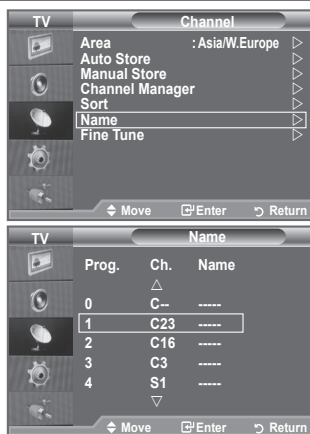 TV Channel
Area : Asia/W.Europe ▷
Auto Store ▷
Manual Store ▷
Channel Manager ▷
Sort ▷
Name ▷
Fine Tune ▷
Move Enter Return
TV Name
Prog. Ch. Name
△
0 C-- -----
1 C23 -----
2 C16 -----
3 C3 -----
4 S1 -----
▽
Move Enter Return